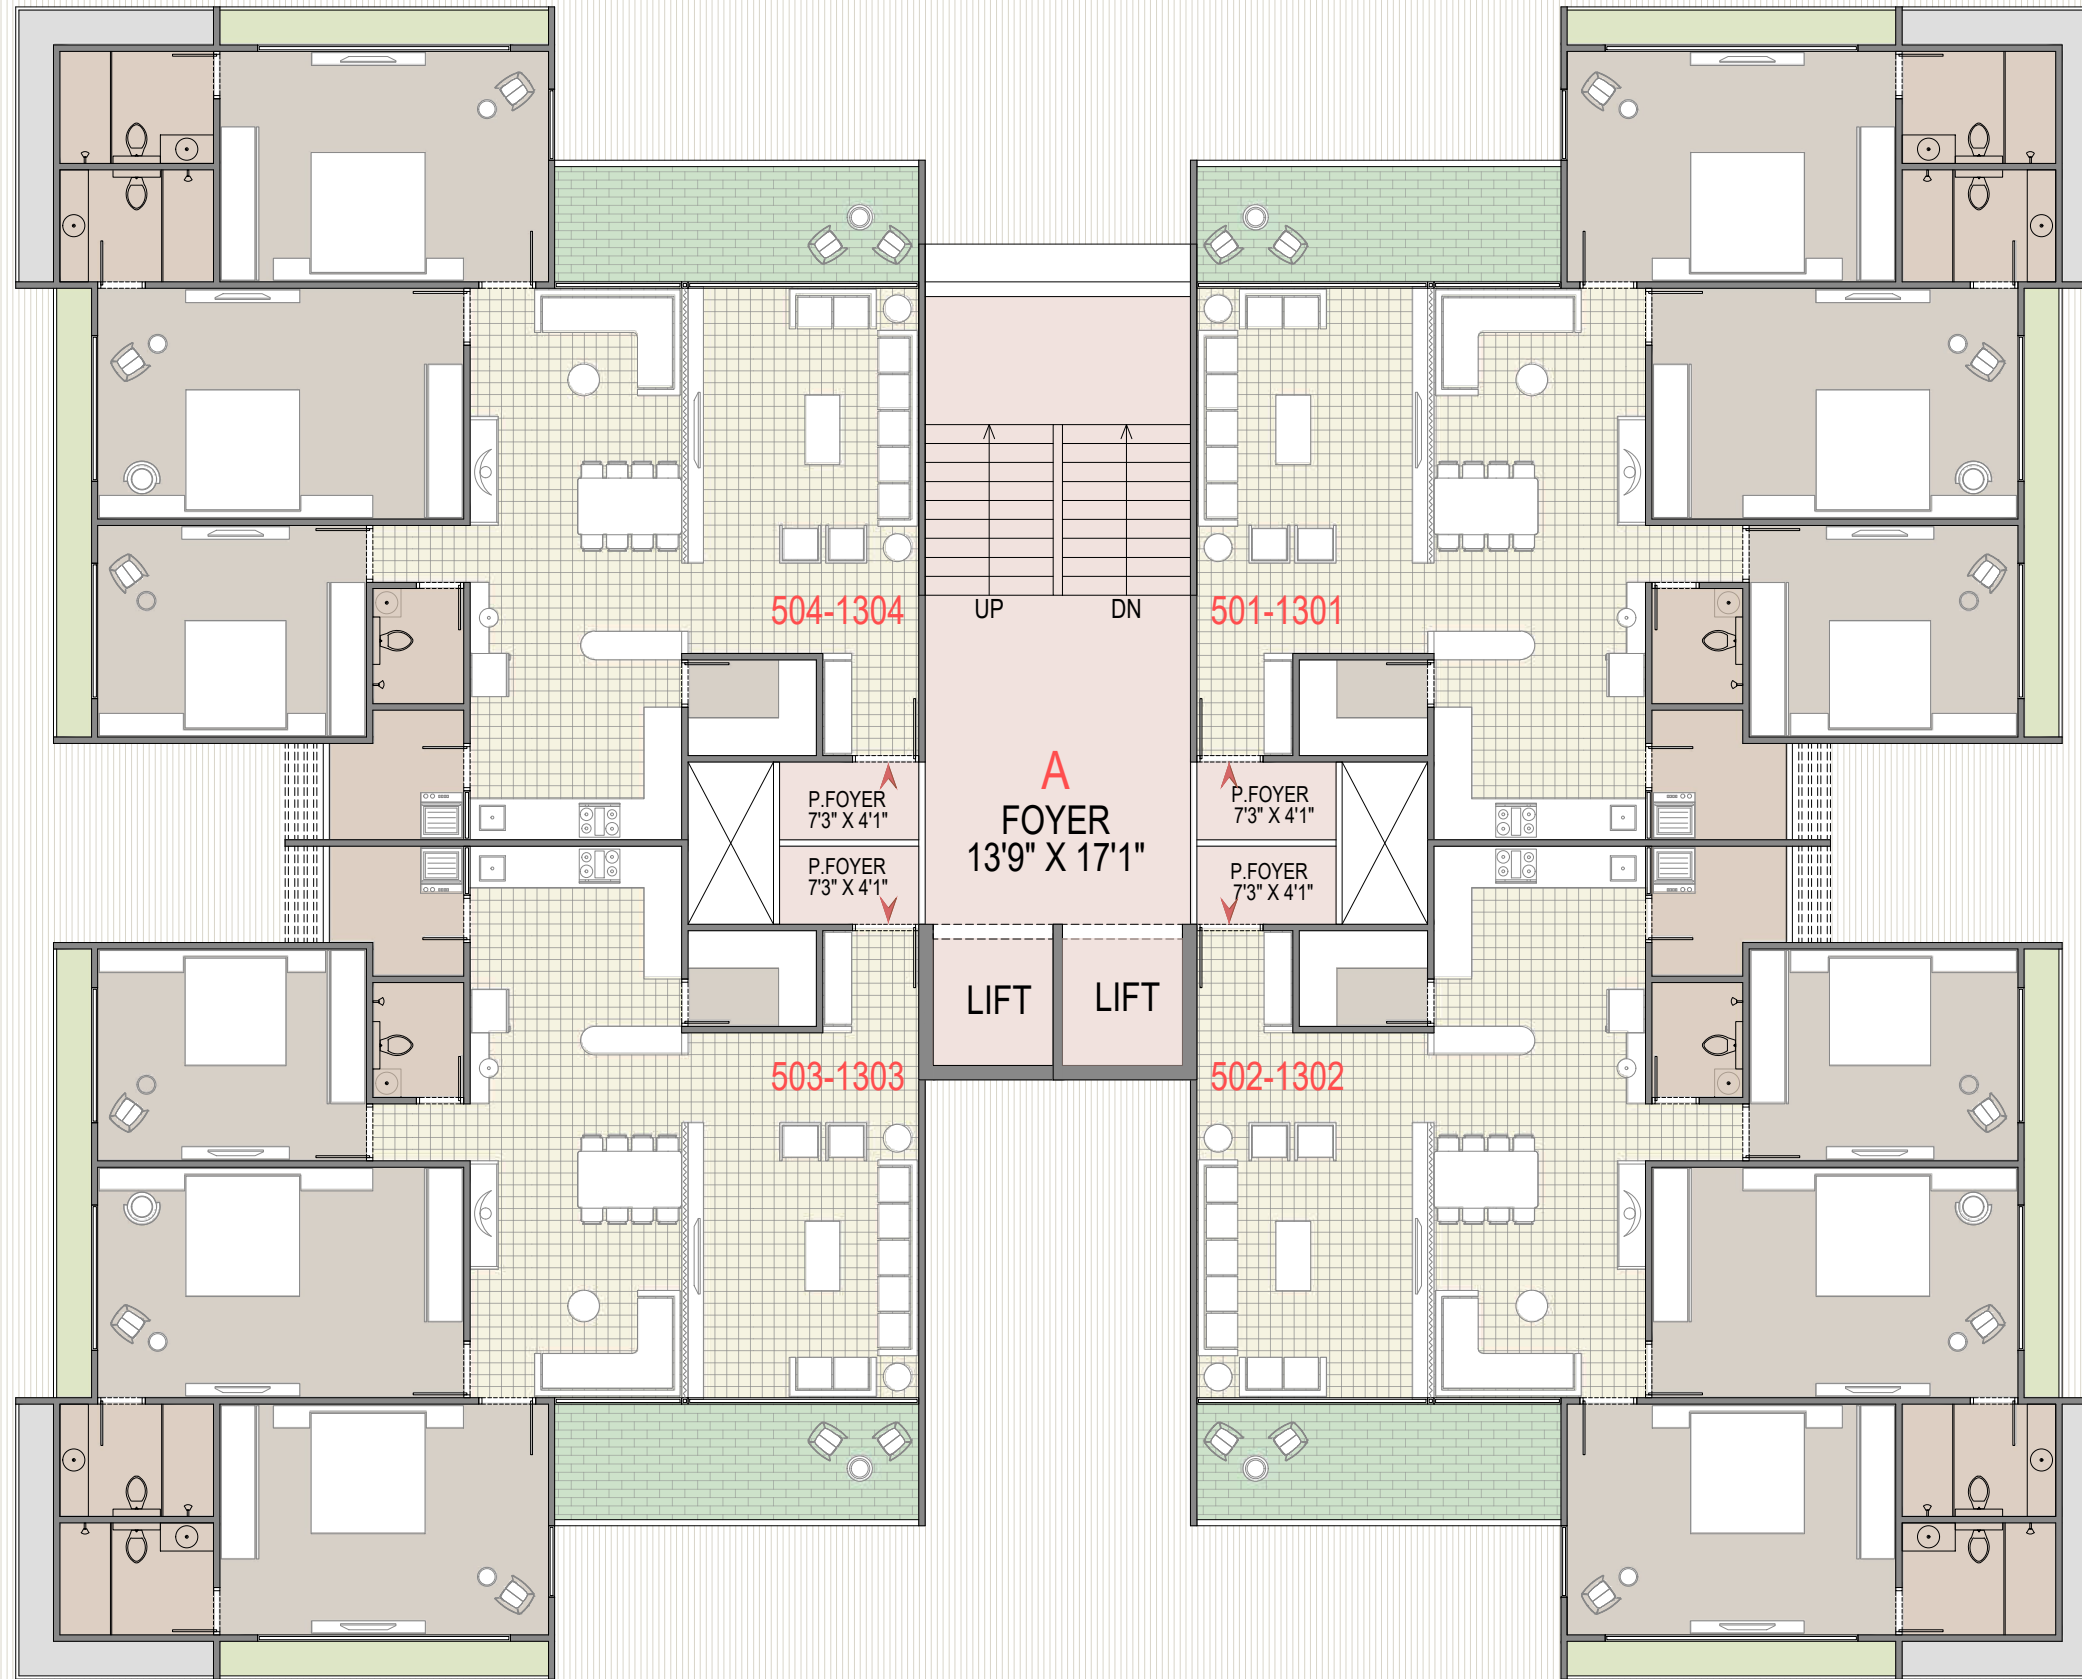 504-1304
UP
DN
501-1301
A
FOYER
13'9" X 17'1"
P.FOYER
7'3" X 4'1"
P.FOYER
7'3" X 4'1"
P.FOYER
7'3" X 4'1"
P.FOYER
7'3" X 4'1"
LIFT
LIFT
503-1303
502-1302